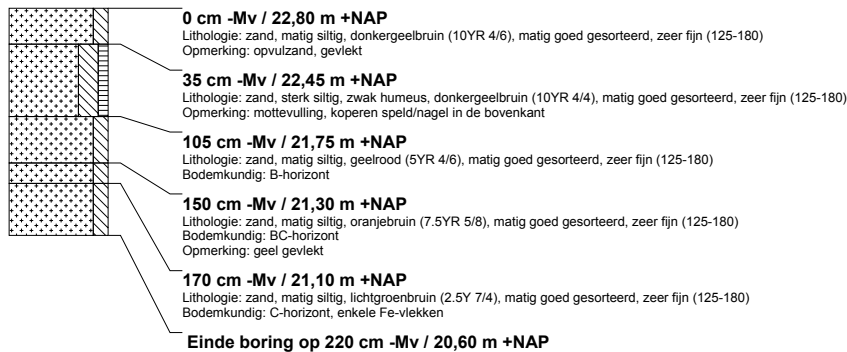 0 cm -Mv / 22,80 m +NAP
Lithologie: zand, matig siltig, donkergeelbruin (10YR 4/6), matig goed gesorteerd, zeer fijn (125-180)
Opmerking: opvulzand, gevlekt
35 cm -Mv / 22,45 m +NAP
Lithologie: zand, sterk siltig, zwak humeus, donkergeelbruin (10YR 4/4), matig goed gesorteerd, zeer fijn (125-180)
Opmerking: mottevulling, koperen speld/nagel in de bovenkant
105 cm -Mv / 21,75 m +NAP
Lithologie: zand, matig siltig, geelrood (5YR 4/6), matig goed gesorteerd, zeer fijn (125-180)
Bodemkundig: B-horizont
150 cm -Mv / 21,30 m +NAP
Lithologie: zand, matig siltig, oranjebruin (7.5YR 5/8), matig goed gesorteerd, zeer fijn (125-180)
Bodemkundig: BC-horizont
Opmerking: geel gevlekt
170 cm -Mv / 21,10 m +NAP
Lithologie: zand, matig siltig, lichtgroenbruin (2.5Y 7/4), matig goed gesorteerd, zeer fijn (125-180)
Bodemkundig: C-horizont, enkele Fe-vlekken
Einde boring op 220 cm -Mv / 20,60 m +NAP